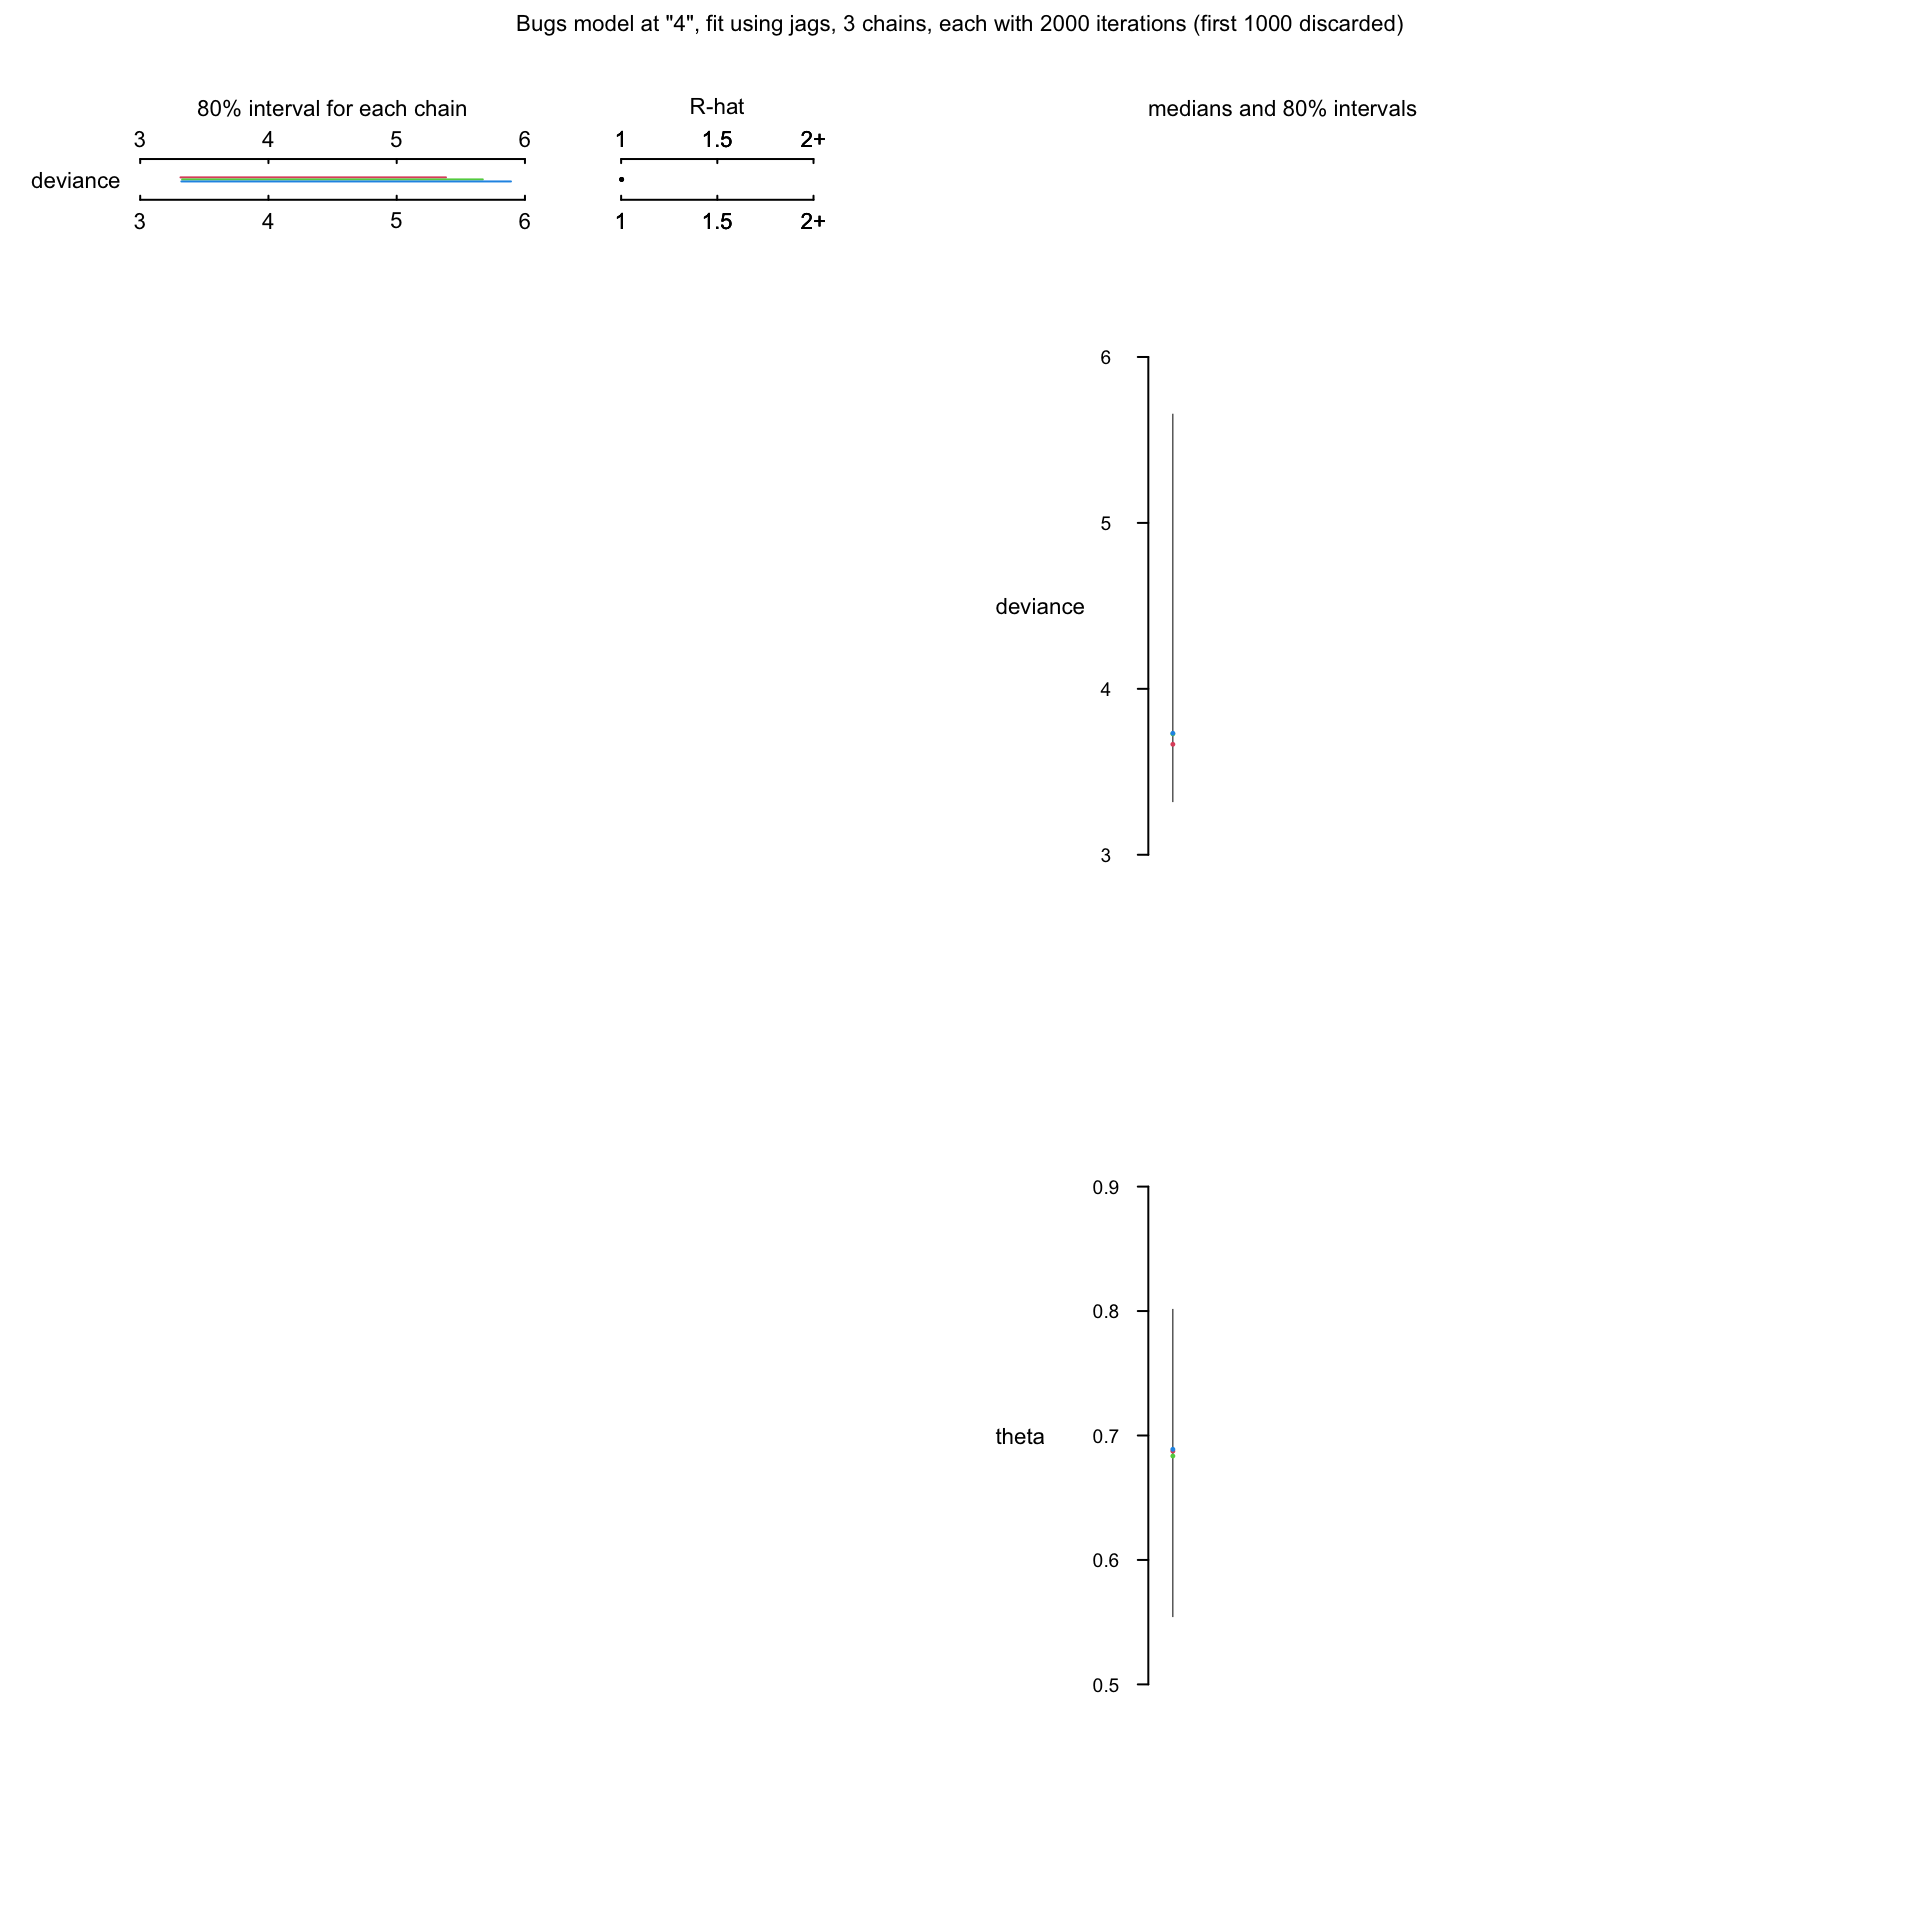 Bugs model at "4", fit using jags, 3 chains, each with 2000 iterations (first 1000 discarded)
80% interval for each chain
R-hat
medians and 80% intervals
3 4 5 6
1 1.5 2+
deviance
3 4 5 6
1 1.5 2+
6
5
deviance
4
3
0.9
0.8
theta
0.7
0.6
0.5